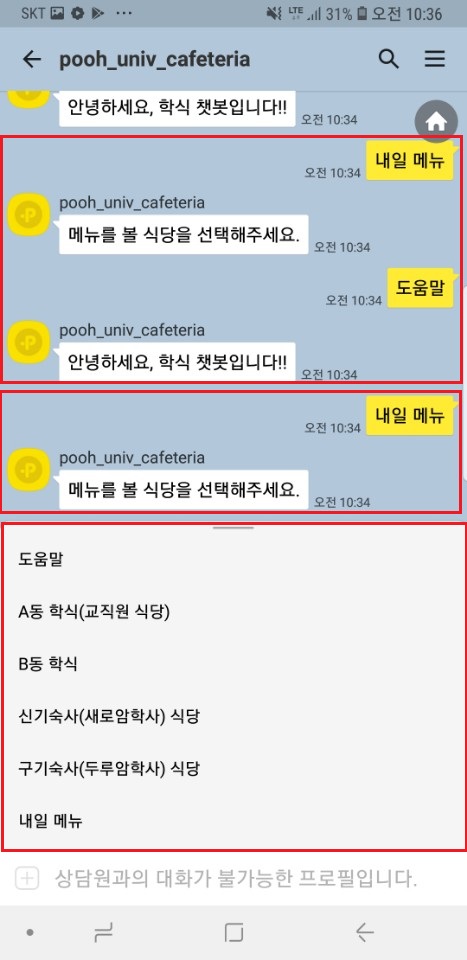 SKT LTE 31% 오전 10:36
pooh_univ_cafeteria
안녕하세요, 학식 챗봇입니다!! 오전 10:34
오전 10:34 내일 메뉴
pooh_univ_cafeteria
메뉴를 볼 식당을 선택해주세요. 오전 10:34
오전 10:34 도움말
pooh_univ_cafeteria
안녕하세요, 학식 챗봇입니다!! 오전 10:34
오전 10:34 내일 메뉴
pooh_univ_cafeteria
메뉴를 볼 식당을 선택해주세요. 오전 10:34
도움말
A동 학식(교직원 식당)
B동 학식
신기숙사(새로암학사) 식당
구기숙사(두루암학사) 식당
내일 메뉴
상담원과의 대화가 불가능한 프로필입니다.